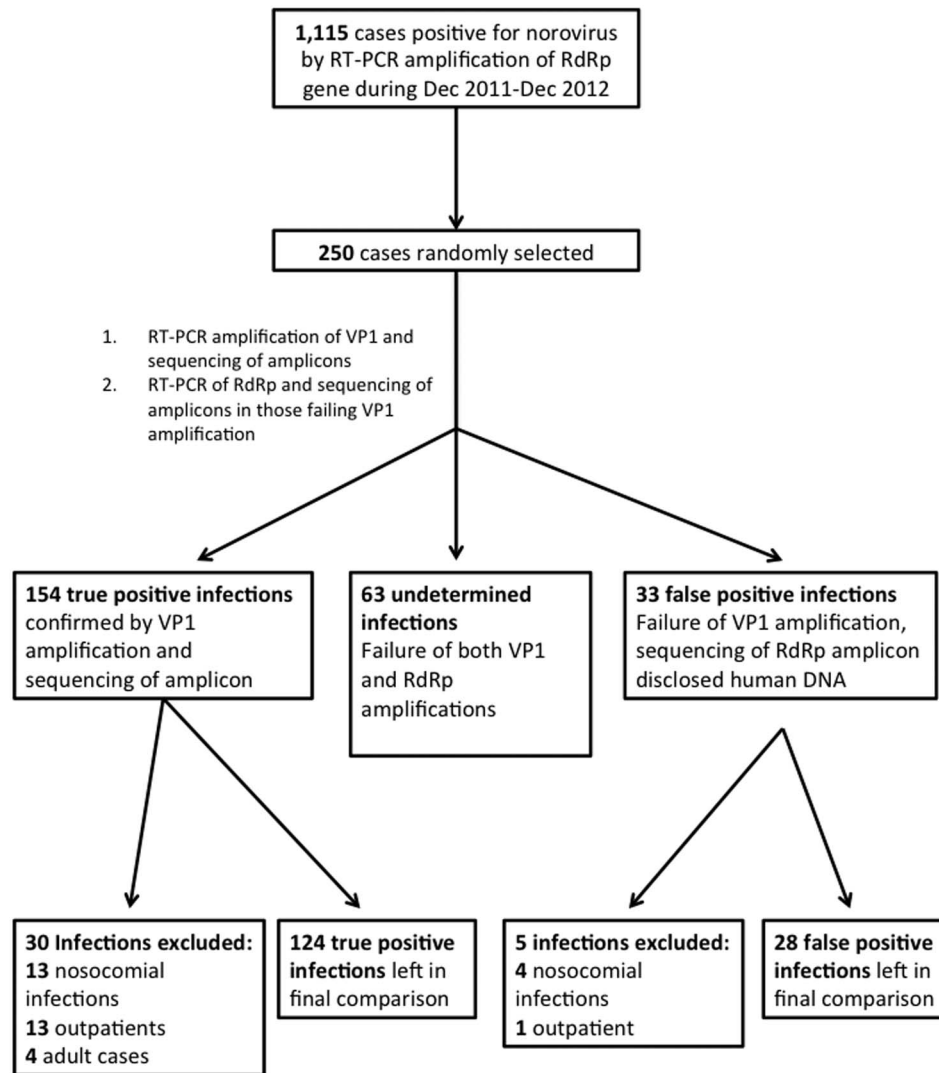 1,115 cases positive for norovirus
by RT-PCR amplification of RdRp
gene during Dec 2011-Dec 2012
250 cases randomly selected
1. RT-PCR amplification of VP1 and
sequencing of amplicons
2. RT-PCR of RdRp and sequencing of
amplicons in those failing VP1
amplification
154 true positive infections
confirmed by VP1
amplification and
sequencing of amplicon
63 undetermined
infections
Failure of both VP1
and RdRp
amplifications
33 false positive infections
Failure of VP1 amplification,
sequencing of RdRp amplicon
disclosed human DNA
30 Infections excluded:
13 nosocomial
infections
13 outpatients
4 adult cases
124 true positive
infections left in
final comparison
5 infections excluded:
4 nosocomial
infections
1 outpatient
28 false positive
infections left in
final comparison